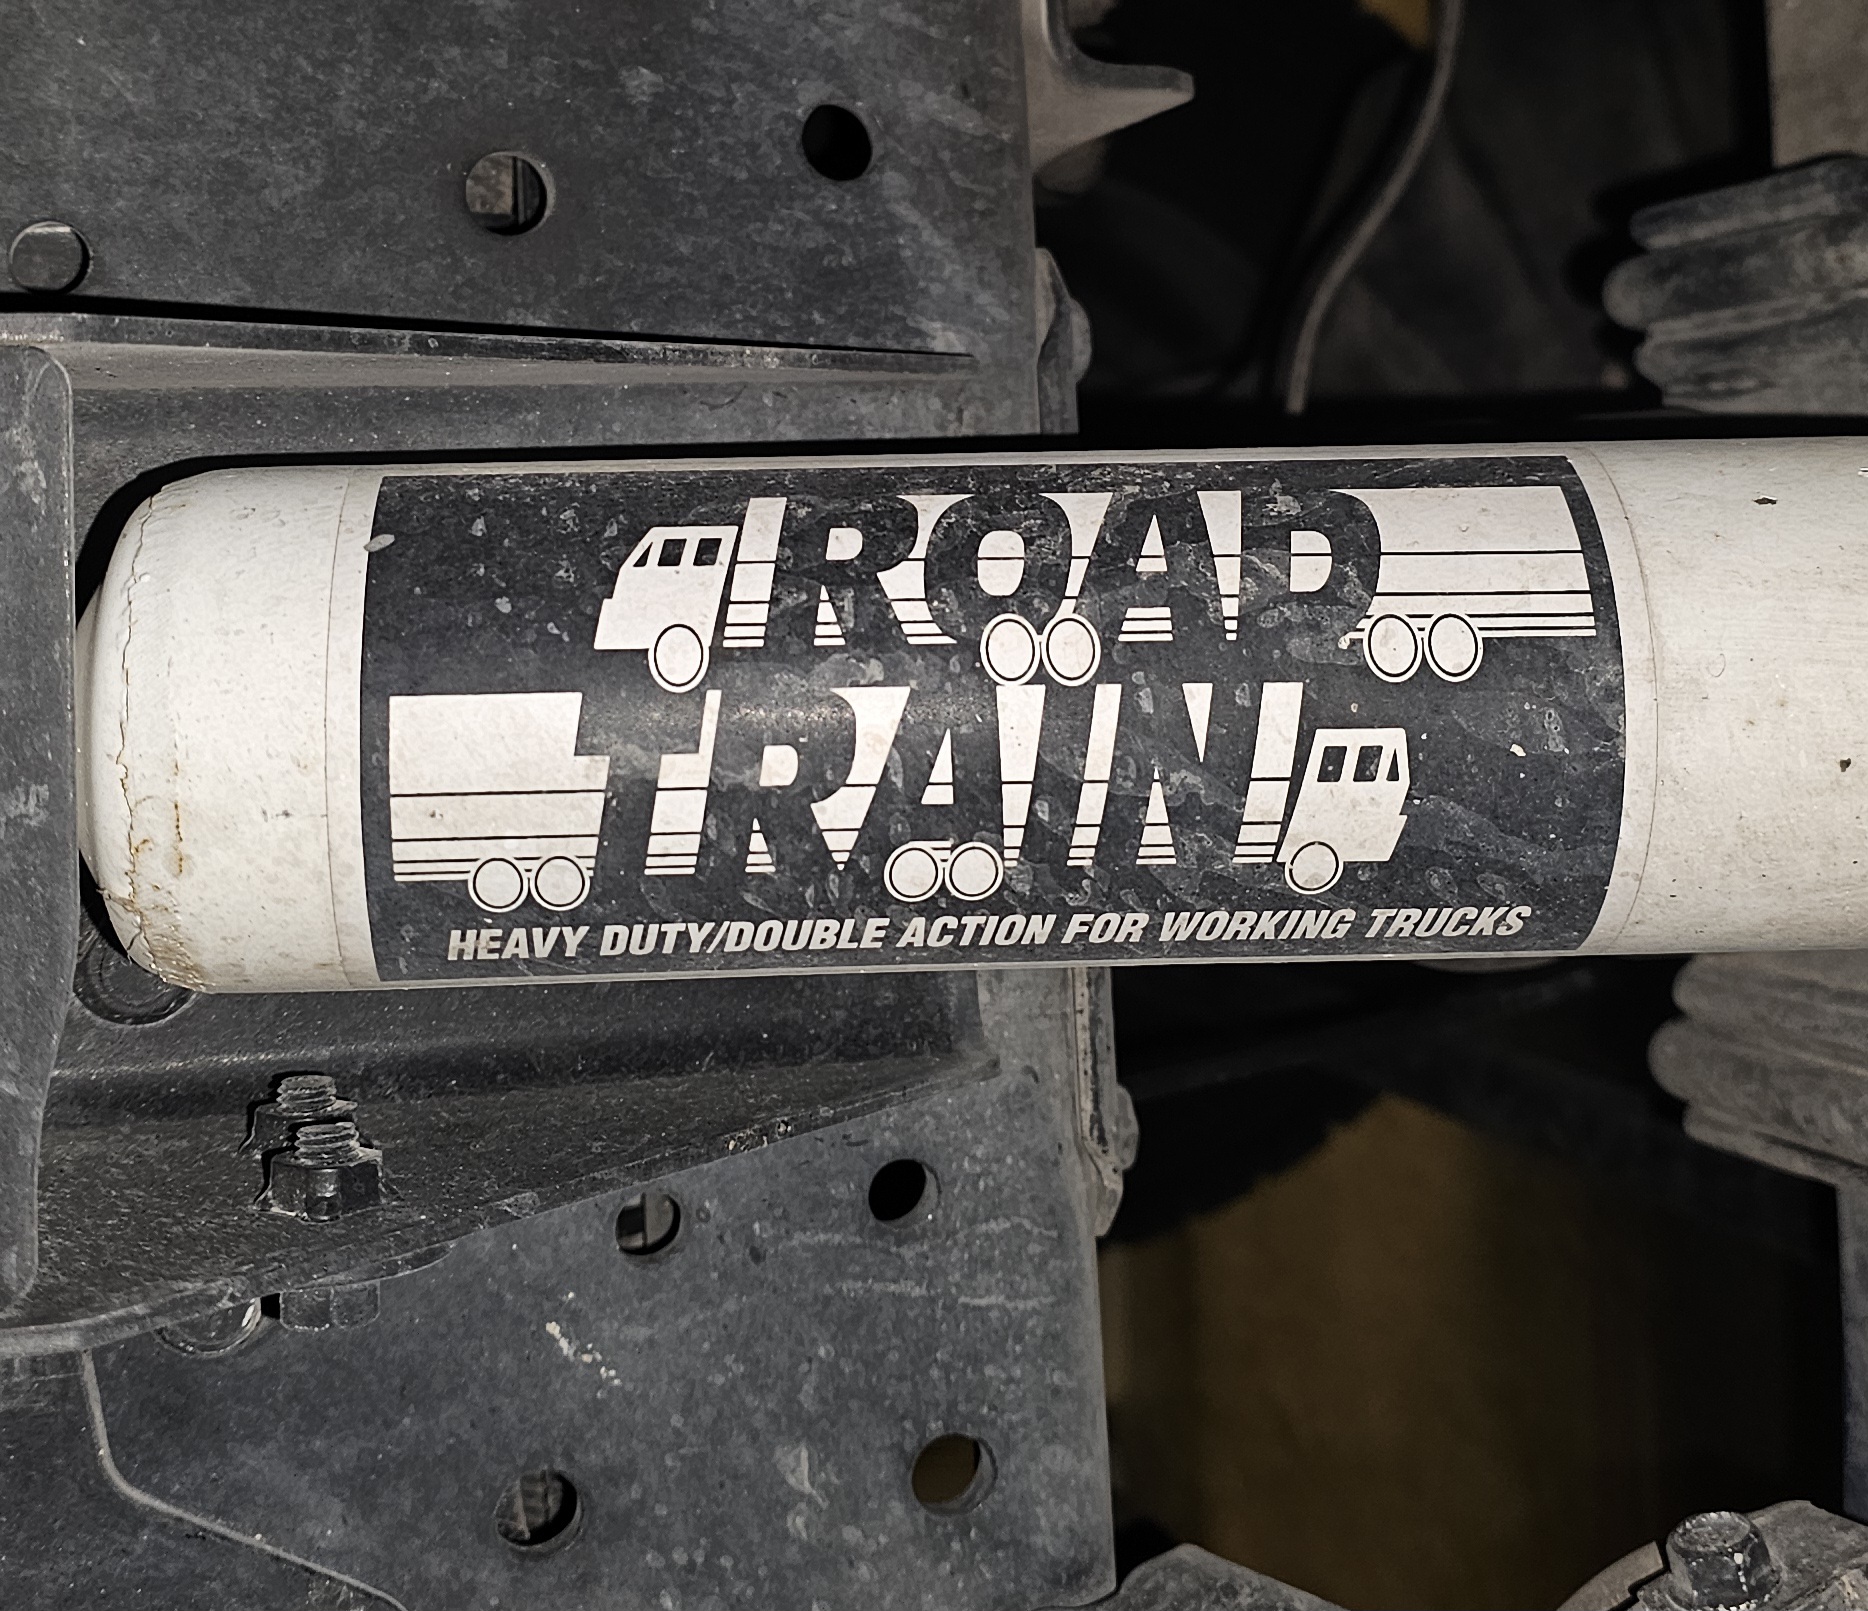 ROAD
TRAIN
HEAVY DUTY/DOUBLE ACTION FOR WORKING TRUCKS